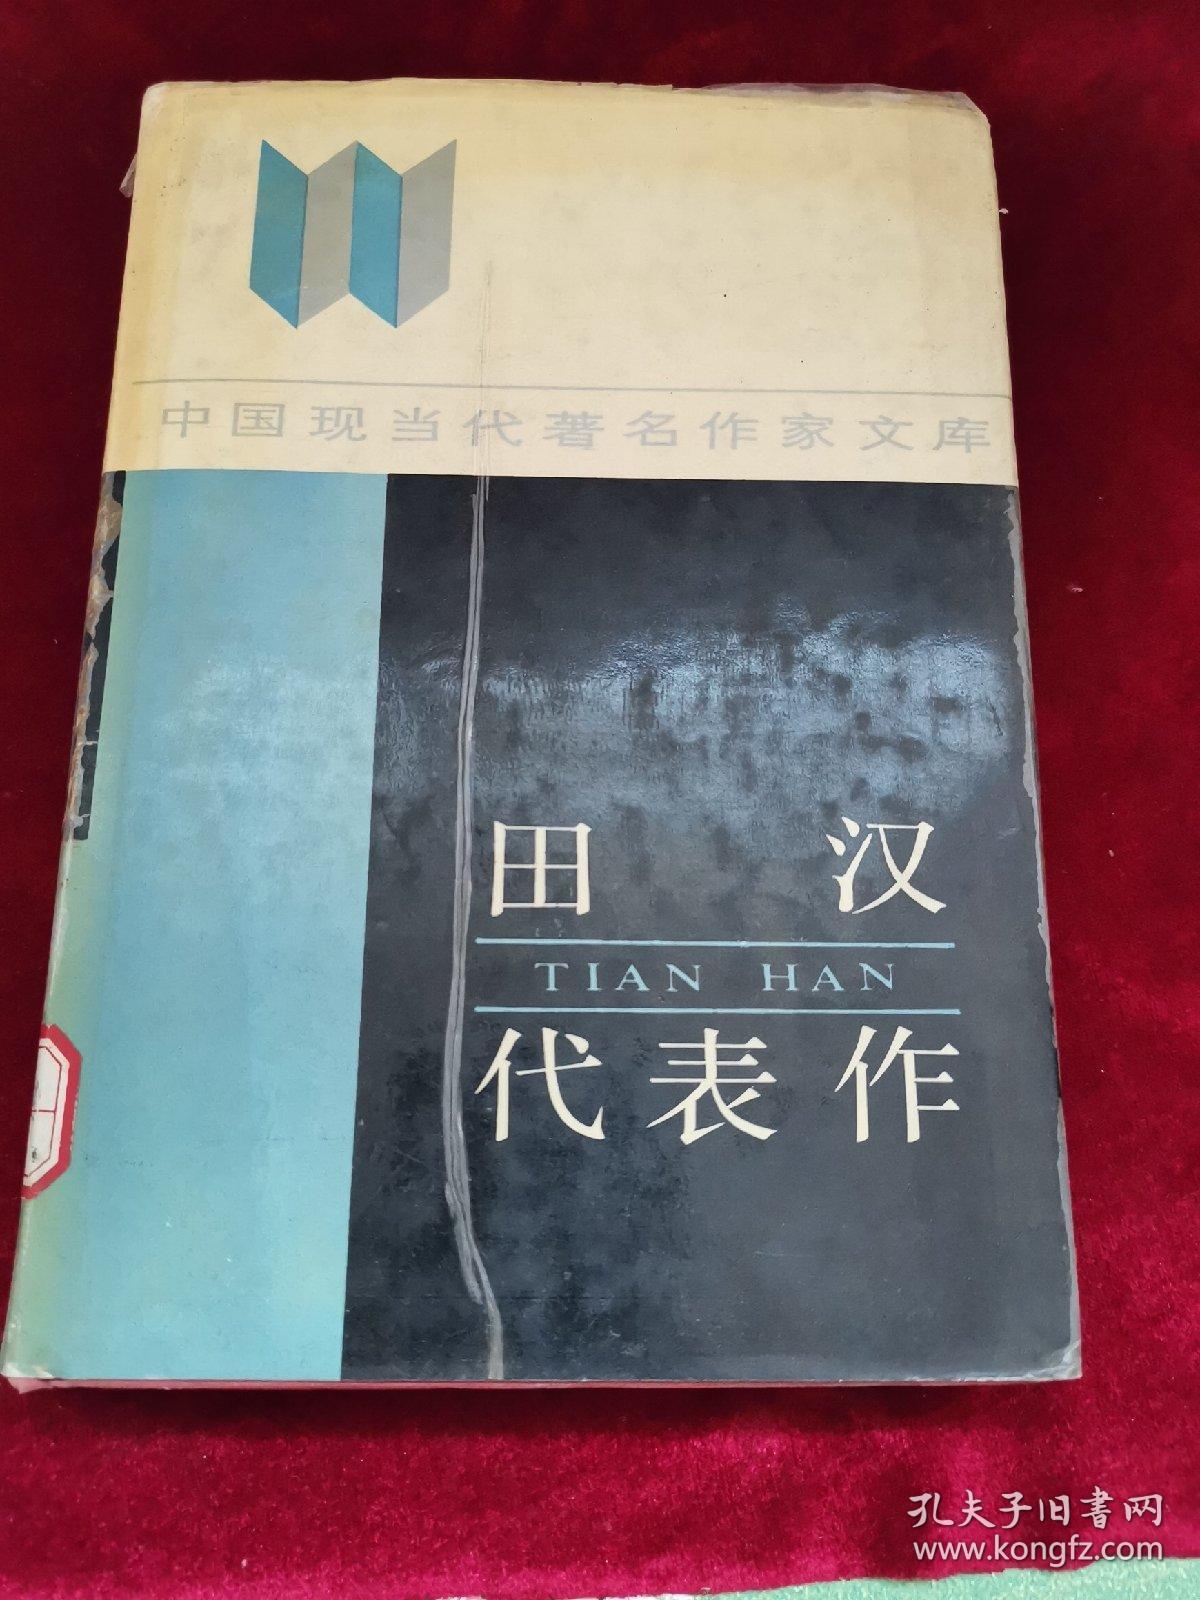 中国现当代著名作家文库
田 汉
TIAN HAN
代表作
孔夫子旧書网
www.kongfz.com